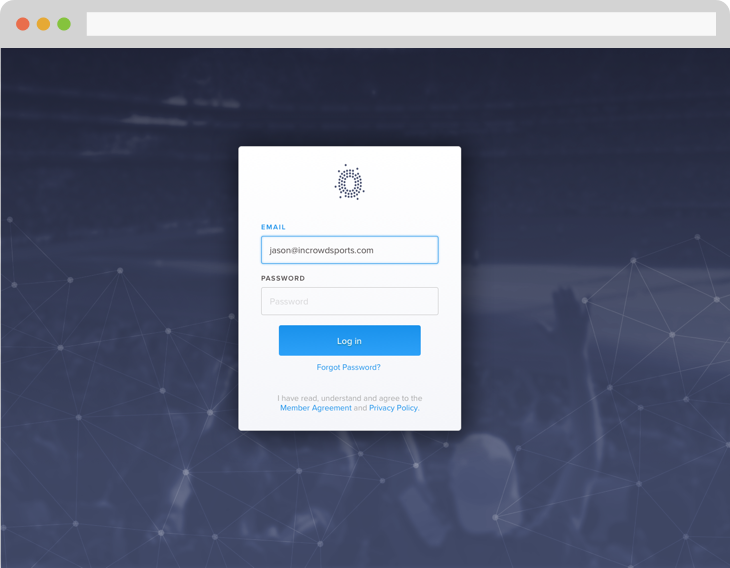 EMAIL
jason@incrowdsports.com
PASSWORD
Password
Log in
Forgot Password?
I have read, understand and agree to the
Member Agreement and Privacy Policy.